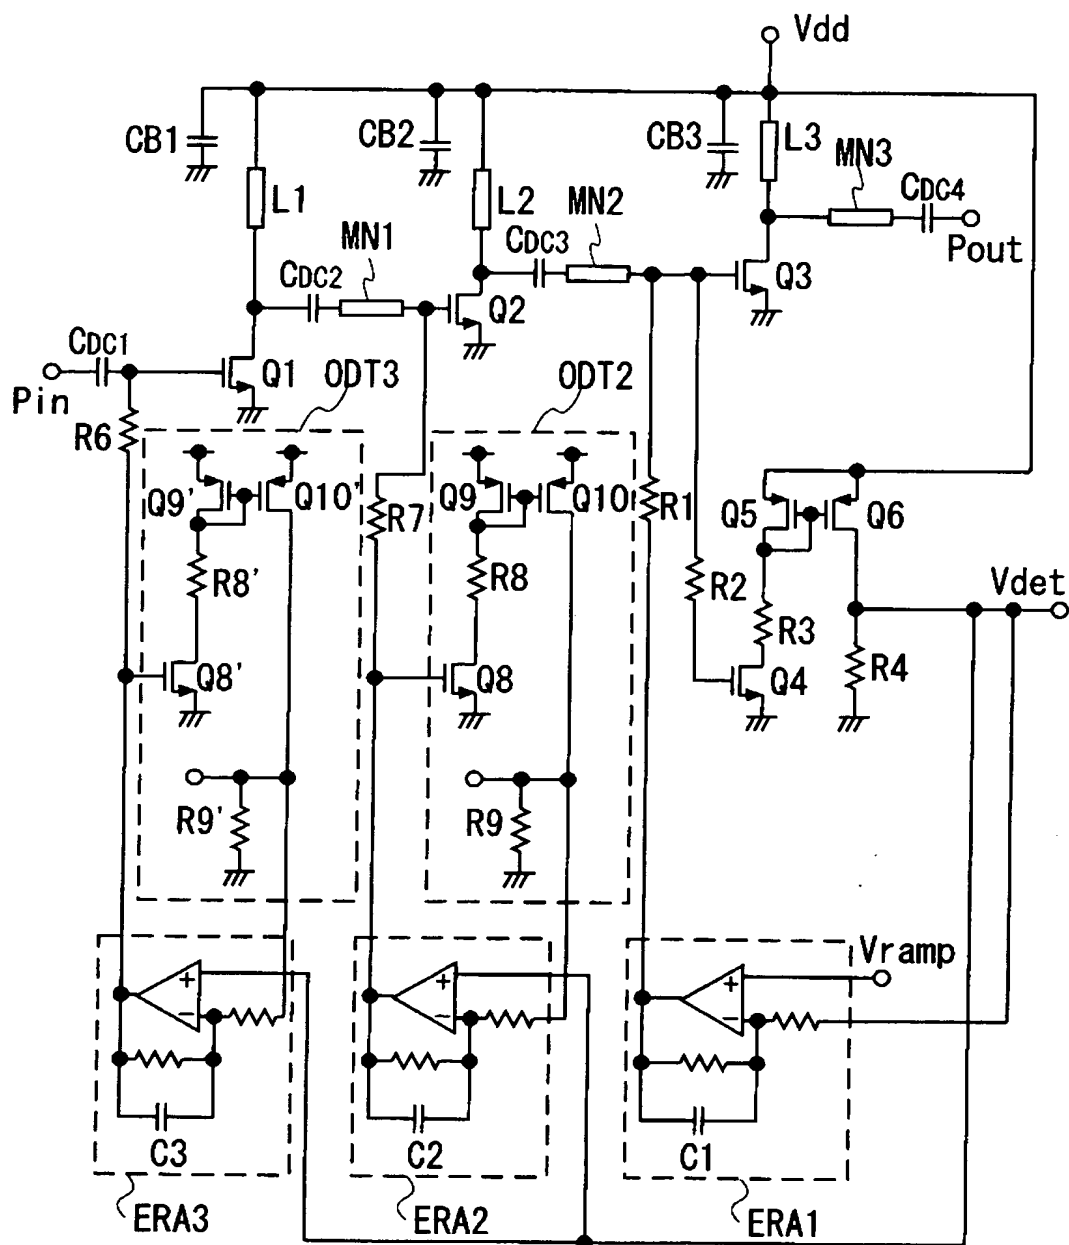 Vdd
CB1
CB2
CB3
L1
L2
L3
MN1
MN2
MN3
CDC1
CDC2
CDC3
CDC4
Pout
Q1
Q2
Q3
Pin
ODT3
ODT2
R6
Q9'
Q10'
R7
Q9
Q10
R1
Q5
Q6
R8'
R8
R2
R3
Vdet
Q8'
Q8
Q4
R4
R9'
R9
Vramp
+
−
+
−
+
−
C3
C2
C1
ERA3
ERA2
ERA1